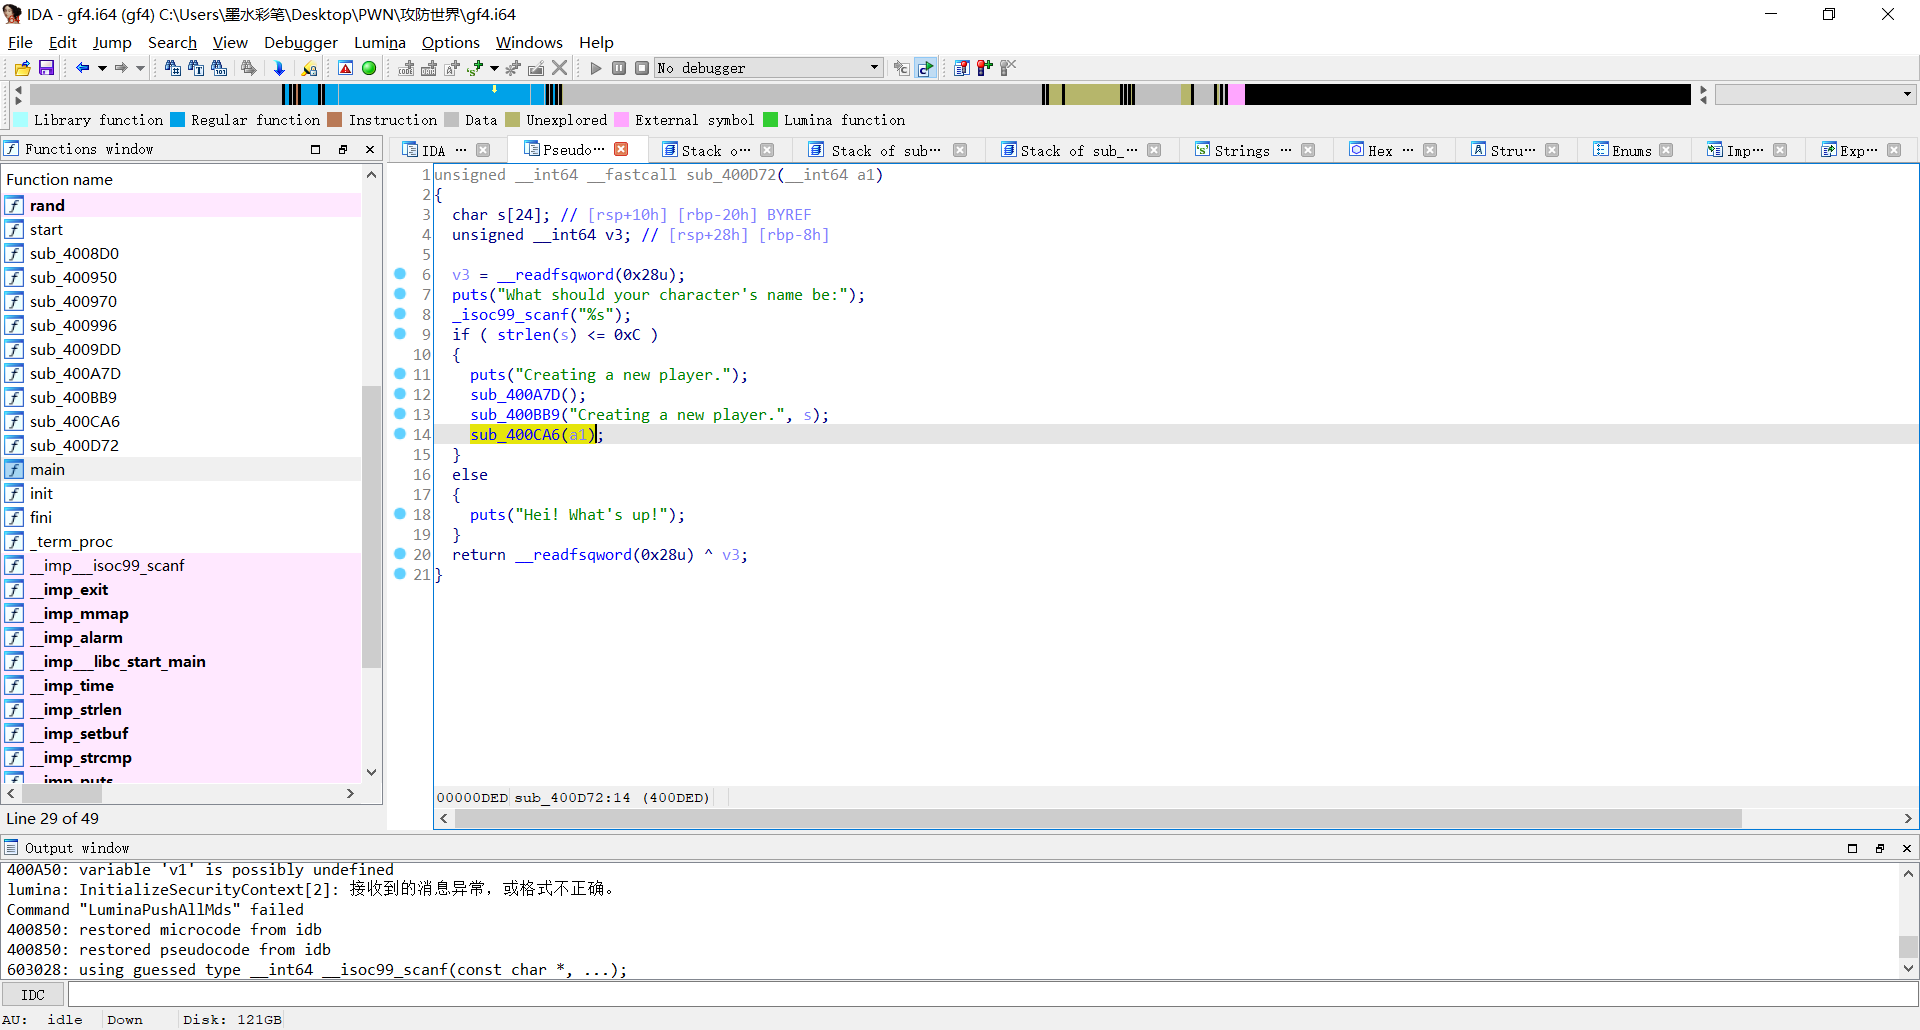 IDA - gf4.i64 (gf4) C:\Users\墨水彩笔\Desktop\PWN\攻防世界\gf4.i64
File Edit Jump Search View Debugger Lumina Options Windows Help
No debugger
Library function Regular function Instruction Data Unexplored External symbol Lumina function
Functions window
IDA ··· Pseudo··· Stack o··· Stack of sub··· Stack of sub_··· Strings ··· Hex ··· Stru··· Enums Imp··· Exp···
Function name
rand
start
sub_4008D0
sub_400950
sub_400970
sub_400996
sub_4009DD
sub_400A7D
sub_400BB9
sub_400CA6
sub_400D72
main
init
fini
_term_proc
__imp___isoc99_scanf
__imp_exit
__imp_mmap
__imp_alarm
__imp___libc_start_main
__imp_time
__imp_strlen
__imp_setbuf
__imp_strcmp
__imp_puts
Line 29 of 49
1 unsigned __int64 __fastcall sub_400D72(__int64 a1)
2 {
3 char s[24]; // [rsp+10h] [rbp-20h] BYREF
4 unsigned __int64 v3; // [rsp+28h] [rbp-8h]
5
6 v3 = __readfsqword(0x28u);
7 puts("What should your character's name be:");
8 _isoc99_scanf("%s");
9 if ( strlen(s) <= 0xC )
10 {
11 puts("Creating a new player.");
12 sub_400A7D();
13 sub_400BB9("Creating a new player.", s);
14 sub_400CA6(a1);
15 }
16 else
17 {
18 puts("Hei! What's up!");
19 }
20 return __readfsqword(0x28u) ^ v3;
21 }
00000DED sub_400D72:14 (400DED)
Output window
400A50: variable 'v1' is possibly undefined
lumina: InitializeSecurityContext[2]: 接收到的消息异常，或格式不正确。
Command "LuminaPushAllMds" failed
400850: restored microcode from idb
400850: restored pseudocode from idb
603028: using guessed type __int64 __isoc99_scanf(const char *, ...);
IDC
AU: idle Down Disk: 121GB